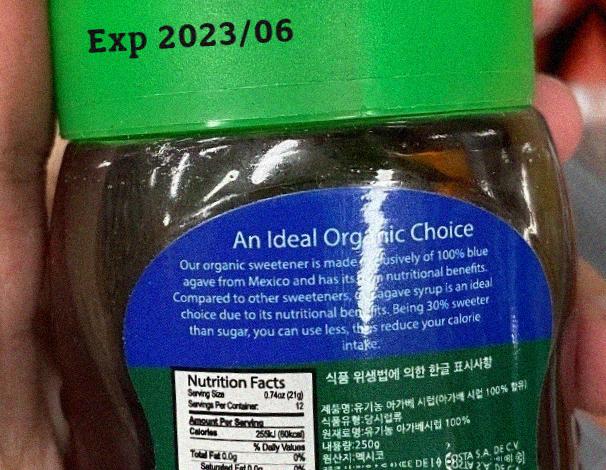 Exp 2023/06
An Ideal Organic Choice
Our organic sweetener is made 100% blue
agave from Mexico and has its nutritional benefits.
Compared to other sweeteners, agave syrup is an ideal
choice due to its nutritional benefits. Being 30% sweeter
than sugar, you can use less, thus reduce your calorie
intake.
Nutrition Facts
Serving Size 0.74oz (21g)
Servings Per Container: 12
Amount Per Serving
Calories 255kJ (60kcal)
% Daily Values
Total Fat 0.0g 0%
Saturated Fat 0.0g 0%
식품 위생법에 의한 한글 표시사항
제품명:유기농 아가베 시럽(아가베 시럽 100% 함유)
식품유형:당시럽류
원재료명:유기농 아가베시럽 100%
내용량:250g
원산지:멕시코
S.A. DE C.V.